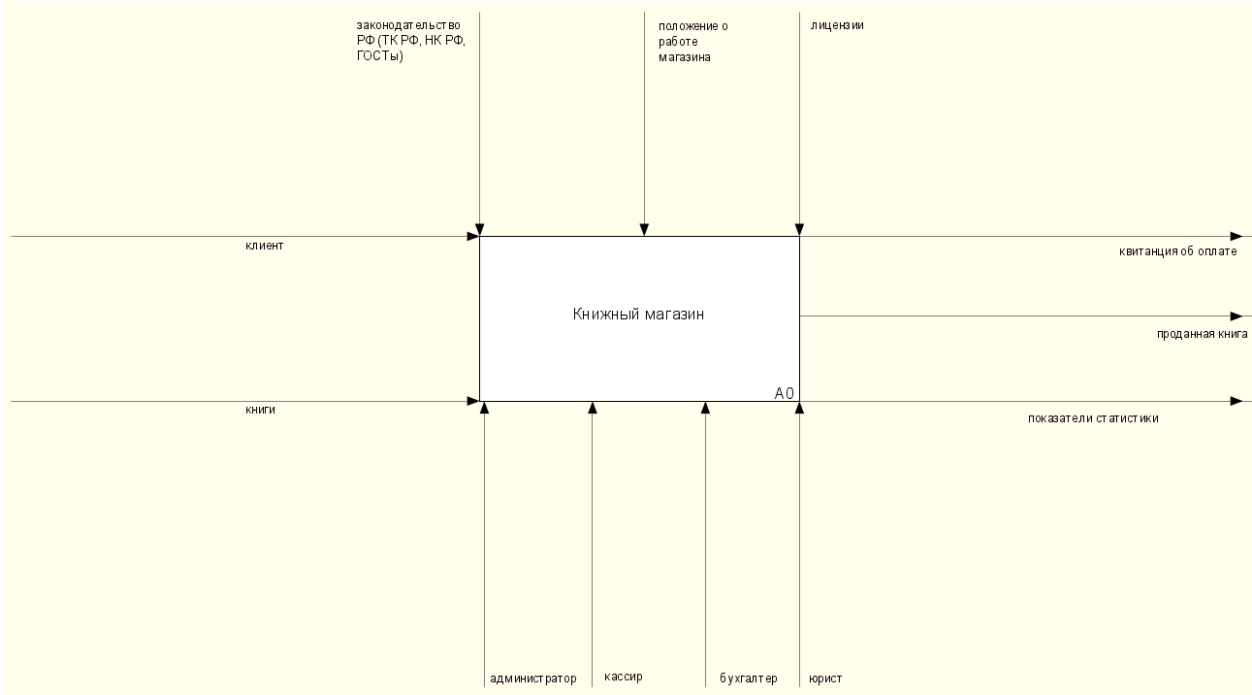 законодательство
РФ (ТК РФ, НК РФ,
ГОСТы)
положение о
работе
магазина
лицензии
клиент
квитанция об оплате
Книжный магазин
проданная книга
A0
книги
показатели статистики
администратор
кассир
бухгалтер
юрист